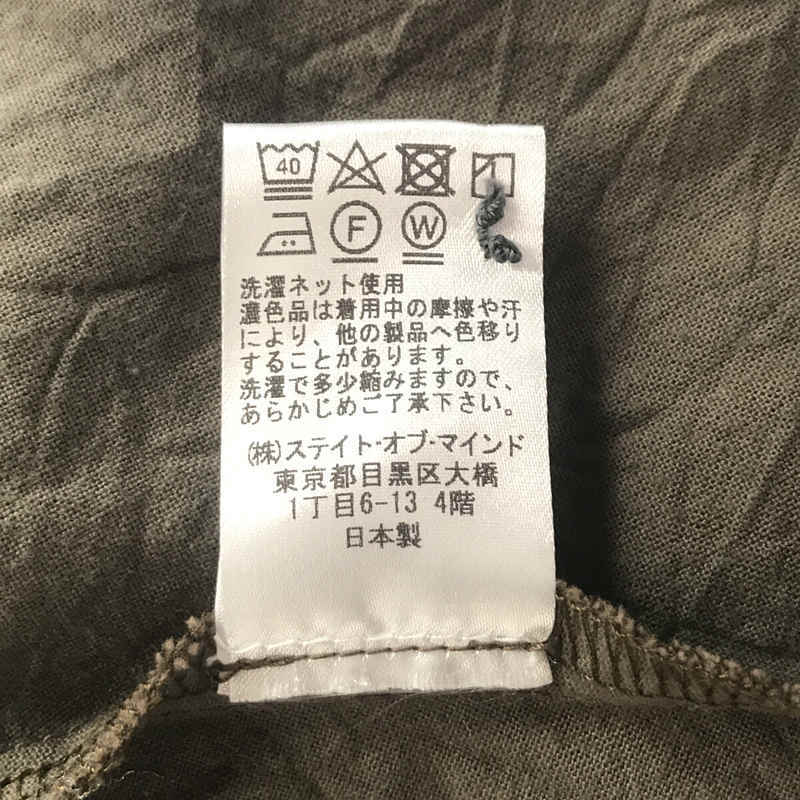 40
F W
洗濯ネット使用
濃色品は着用中の摩擦や汗
により、他の製品へ色移り
することがあります。
洗濯で多少縮みますので、
あらかじめご了承下さい。
(株)ステイト・オブ・マインド
東京都目黒区大橋
1丁目6-13 4階
日本製